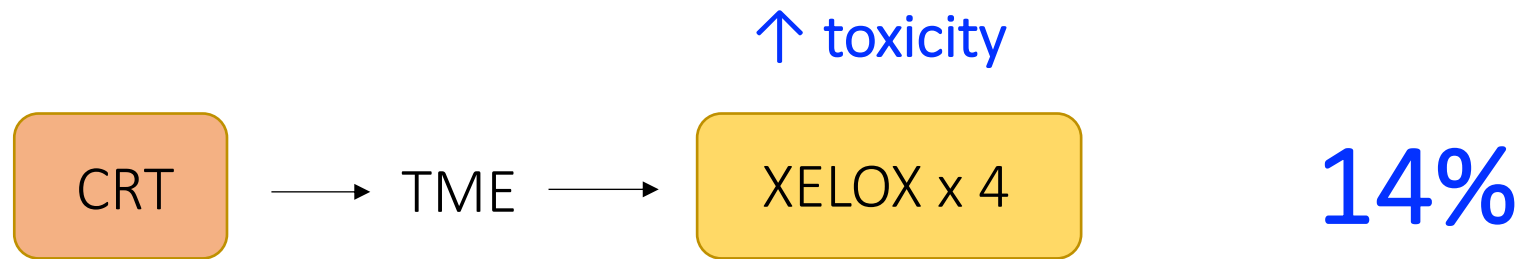 ↑ toxicity
CRT → TME → XELOX x 4 14%